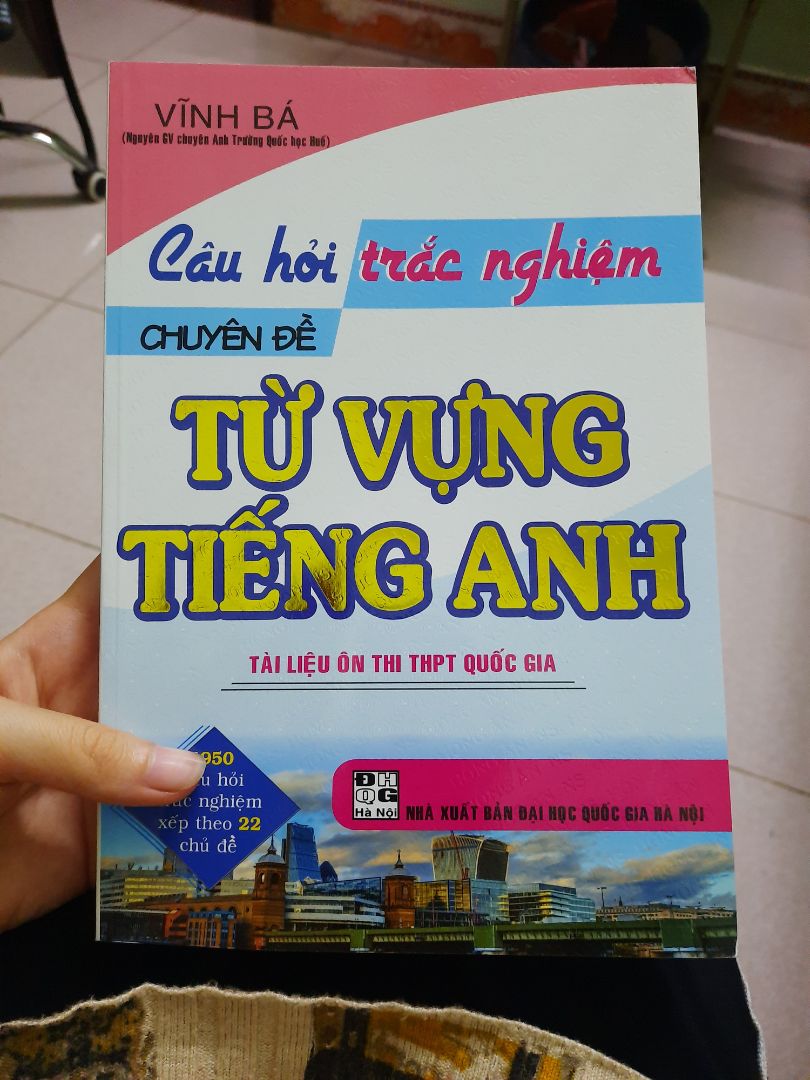 VĨNH BÁ
(Nguyên GV chuyên Anh Trường Quốc học Huế)
Câu hỏi trắc nghiệm
CHUYÊN ĐỀ
TỪ VỰNG
TIẾNG ANH
TÀI LIỆU ÔN THI THPT QUỐC GIA
950
hỏi
nghiệm
xếp theo 22
chủ đề
ĐH
QG
Hà Nội
NHÀ XUẤT BẢN ĐẠI HỌC QUỐC GIA HÀ NỘI